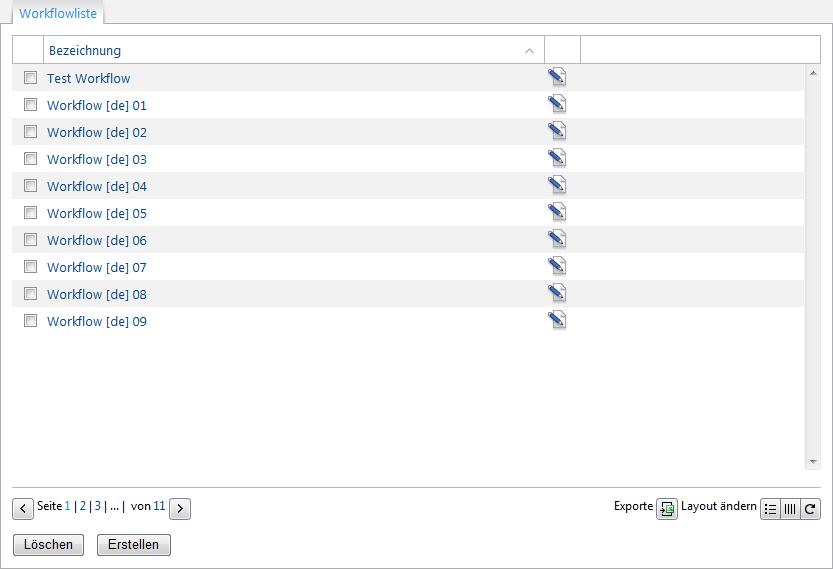 Workflowliste
Bezeichnung
Test Workflow
Workflow [de] 01
Workflow [de] 02
Workflow [de] 03
Workflow [de] 04
Workflow [de] 05
Workflow [de] 06
Workflow [de] 07
Workflow [de] 08
Workflow [de] 09
Seite 1 | 2 | 3 | ... | von 11 Exporte Layout ändern
Löschen Erstellen